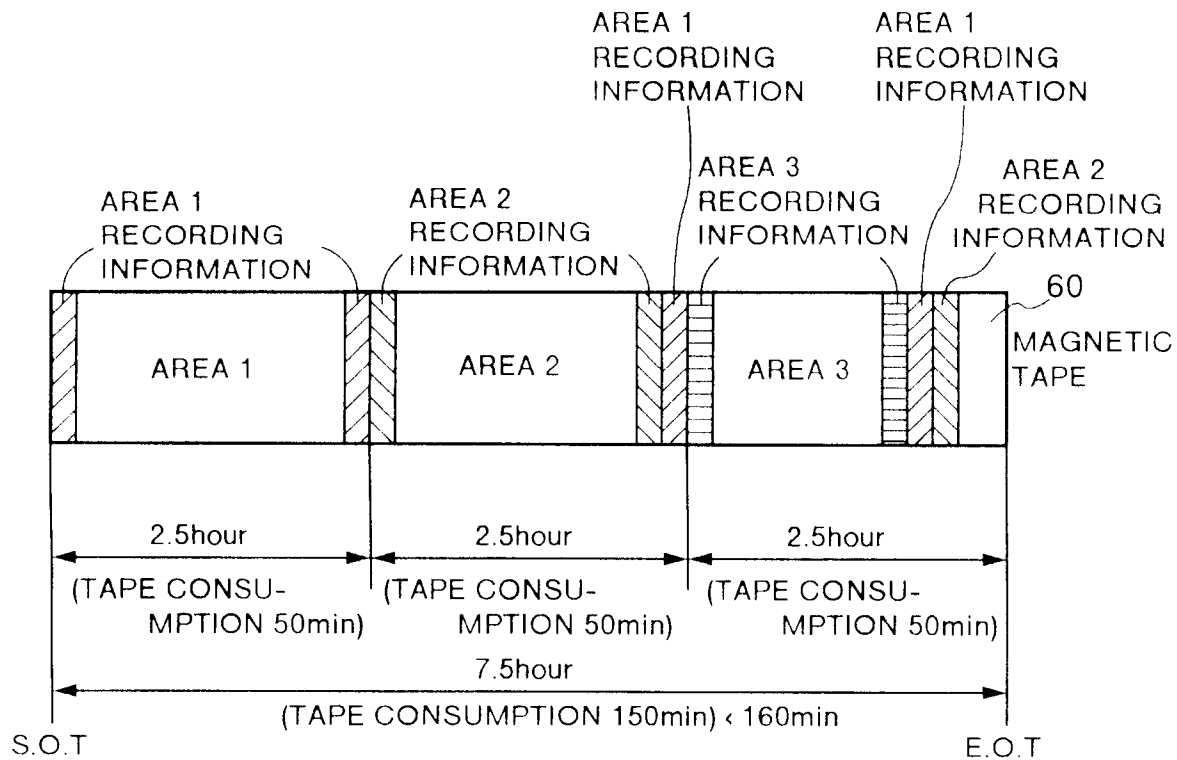 AREA 1
RECORDING
INFORMATION
AREA 1
RECORDING
INFORMATION
AREA 1
RECORDING
INFORMATION
AREA 2
RECORDING
INFORMATION
AREA 3
RECORDING
INFORMATION
AREA 2
RECORDING
INFORMATION
60
MAGNETIC
TAPE
AREA 1
AREA 2
AREA 3
2.5hour
2.5hour
2.5hour
(TAPE CONSU-
MPTION 50min)
(TAPE CONSU-
MPTION 50min)
(TAPE CONSU-
MPTION 50min)
7.5hour
(TAPE CONSUMPTION 150min) < 160min
S.O.T
E.O.T